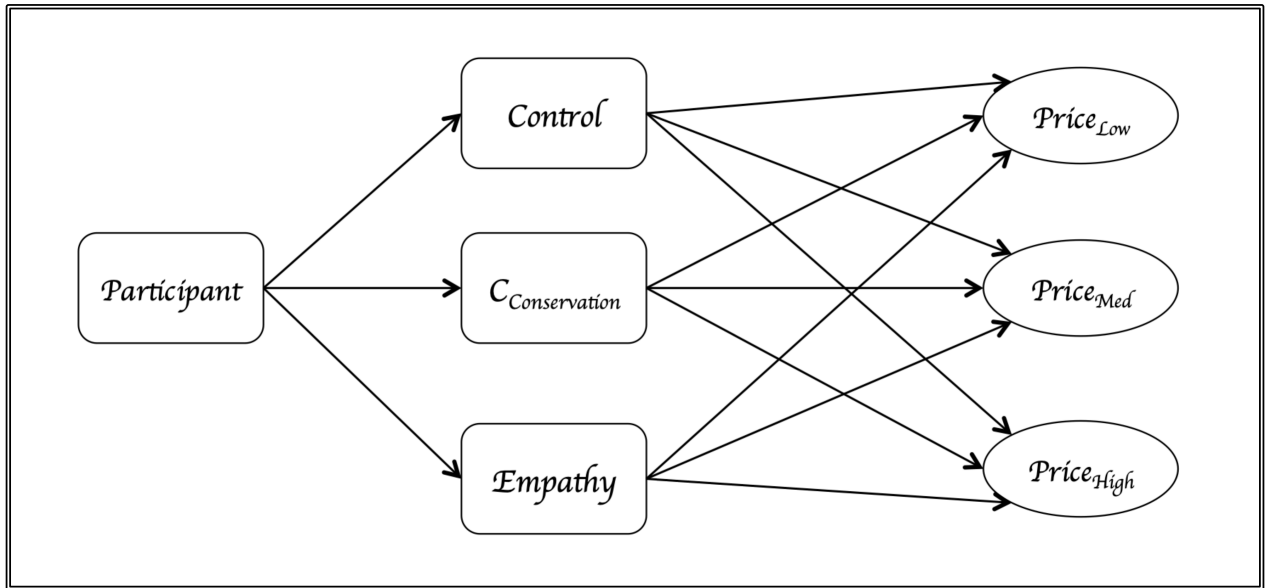 Control
Price_Low
Participant
C_Conservation
Price_Med
Empathy
Price_High